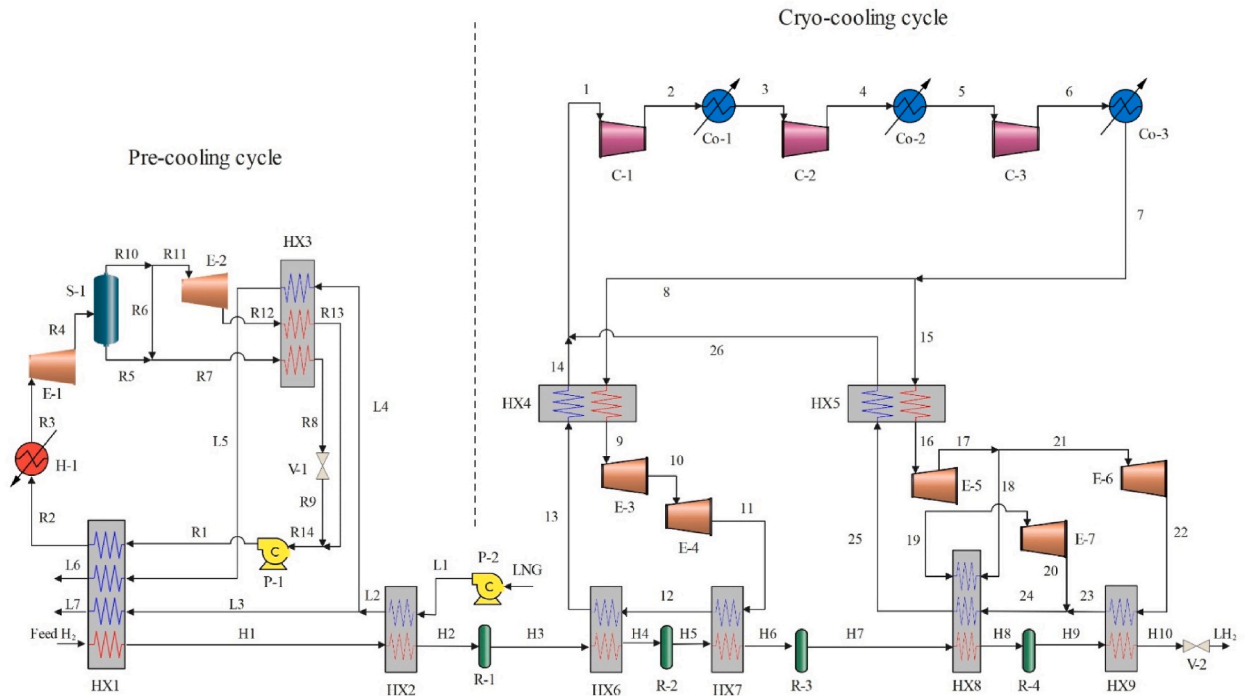 Cryo-cooling cycle
Pre-cooling cycle
1
2
3
4
5
6
Co-1
Co-2
Co-3
C-1
C-2
C-3
7
R10
R11
E-2
HX3
S-1
R6
R12
R13
R4
R5
R7
E-1
R3
H-1
L5
R8
L4
V-1
R9
R2
R1
R14
P-1
L6
L7
L3
L2
L1
P-2
LNG
Feed H2
H1
H2
H3
HX1
HX2
R-1
8
14
26
15
HX4
HX5
9
10
E-3
E-4
11
13
12
16
17
21
E-5
18
E-6
22
25
19
E-7
20
24
23
H4
H5
H6
H7
H8
H9
H10
LH2
V-2
HX6
R-2
HX7
R-3
HX8
R-4
HX9